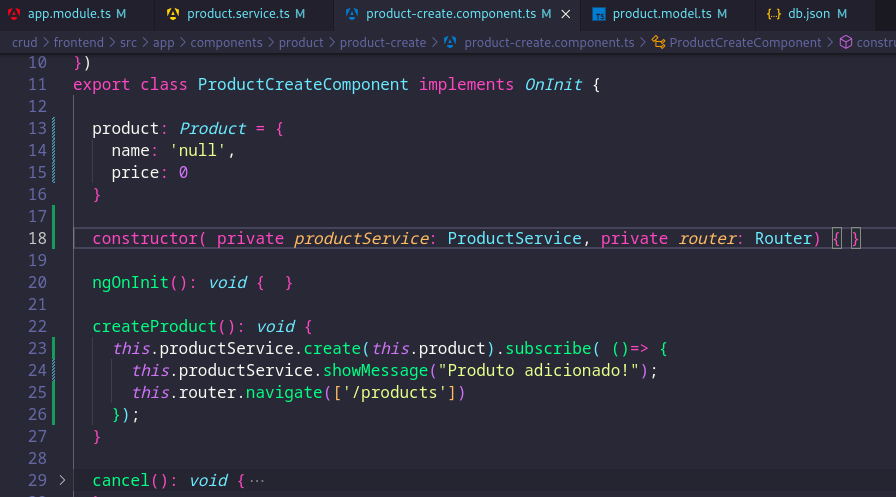 app.module.ts M product.service.ts M product-create.component.ts M × product.model.ts M {..} db.json M
crud > frontend > src > app > components > product > product-create > product-create.component.ts > ProductCreateComponent >
10 })
11 export class ProductCreateComponent implements OnInit {
12
13 product: Product = {
14 name: 'null',
15 price: 0
16 }
17
18 constructor( private productService: ProductService, private router: Router) { }
19
20 ngOnInit(): void { }
21
22 createProduct(): void {
23 this.productService.create(this.product).subscribe( ()=> {
24 this.productService.showMessage("Produto adicionado!");
25 this.router.navigate(['/products'])
26 });
27 }
28
29 > cancel(): void { ···